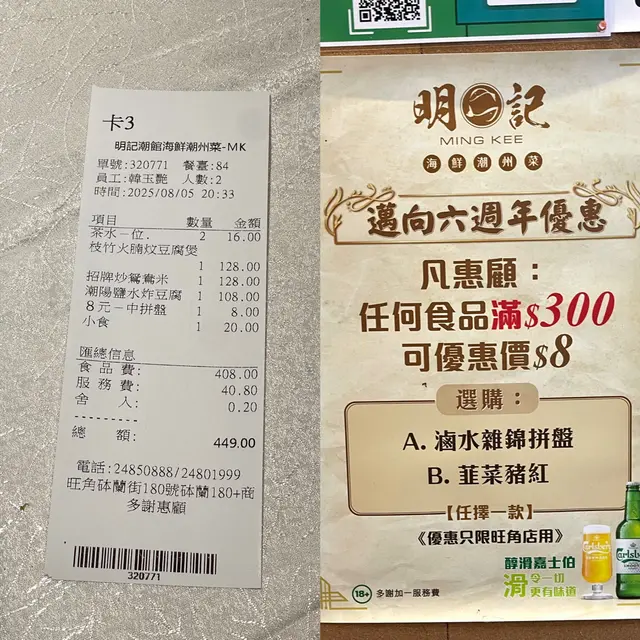 卡3
明記潮館海鮮潮州菜-MK
單號:320771 餐臺:84
員工:韓玉艷 人數:2
時間:2025/08/05 20:33
項目 數量 金額
茶水–位. 2 16.00
枝竹火腩炆豆腐煲
1 128.00
招牌炒鴛鴦米 1 128.00
潮陽鹽水炸豆腐 1 108.00
8元–中拼盤 1 8.00
小食 1 20.00
匯總信息
食品費: 408.00
服務費: 40.80
舍入: 0.20
總額: 449.00
電話:24850888/24801999
旺角砵蘭街180號砵蘭180+商
多謝惠顧
320771
明記
MING KEE
海鮮潮州菜
邁向六週年優惠
凡惠顧：
任何食品滿$300
可優惠價$8
選購：
A. 滷水雜錦拼盤
B. 韮菜豬紅
【任擇一款】
《優惠只限旺角店用》
醇滑嘉士伯
滑令一切更有味道
Carlsberg
Carlsberg
18+ 多謝加一服務費